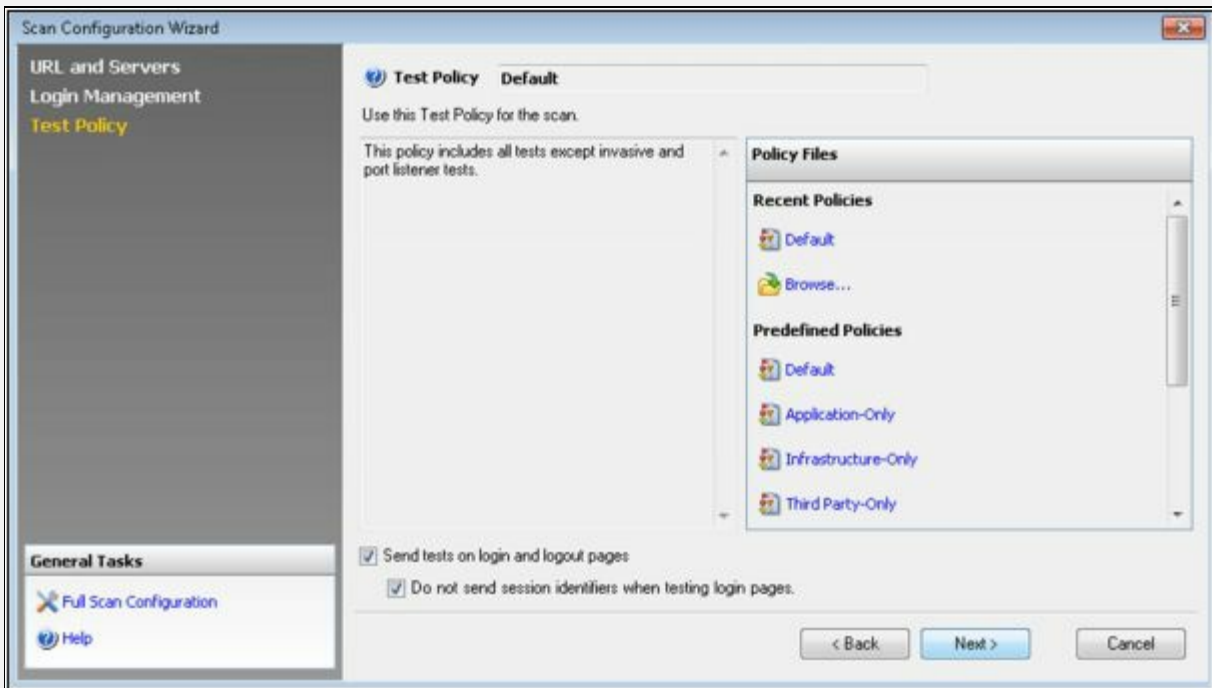 Scan Configuration Wizard
URL and Servers
Login Management
Test Policy
Test Policy Default
Use this Test Policy for the scan.
This policy includes all tests except invasive and
port listener tests.
Policy Files
Recent Policies
Default
Browse...
Predefined Policies
Default
Application-Only
Infrastructure-Only
Third Party-Only
Send tests on login and logout pages
Do not send session identifiers when testing login pages.
General Tasks
Full Scan Configuration
Help
< Back
Next >
Cancel